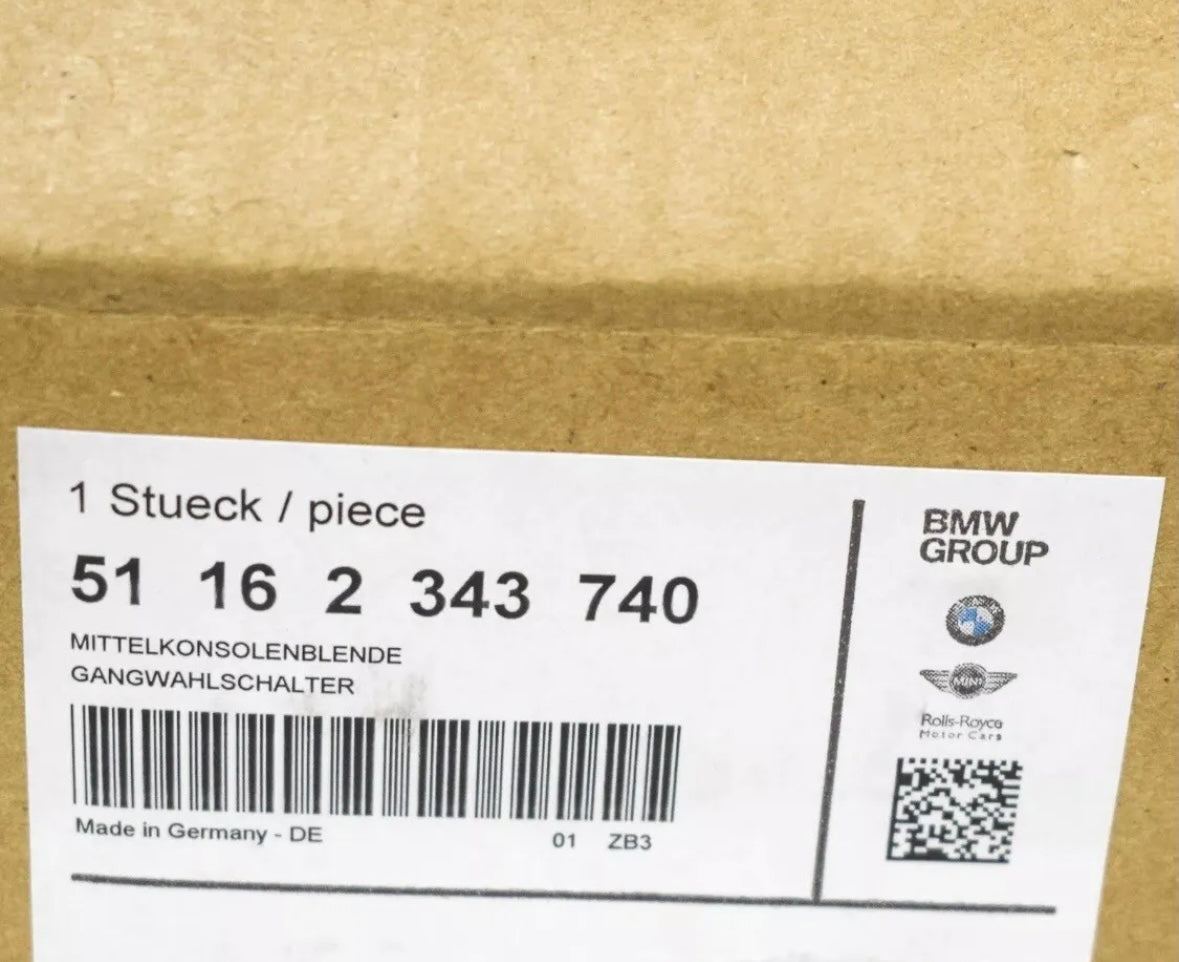 1 Stueck / piece
51 16 2 343 740
MITTELKONSOLENBLENDE
GANGWAHLSCHALTER
Made in Germany - DE
01 ZB3
BMW
GROUP
MINI
Rolls-Royce
Motor Cars